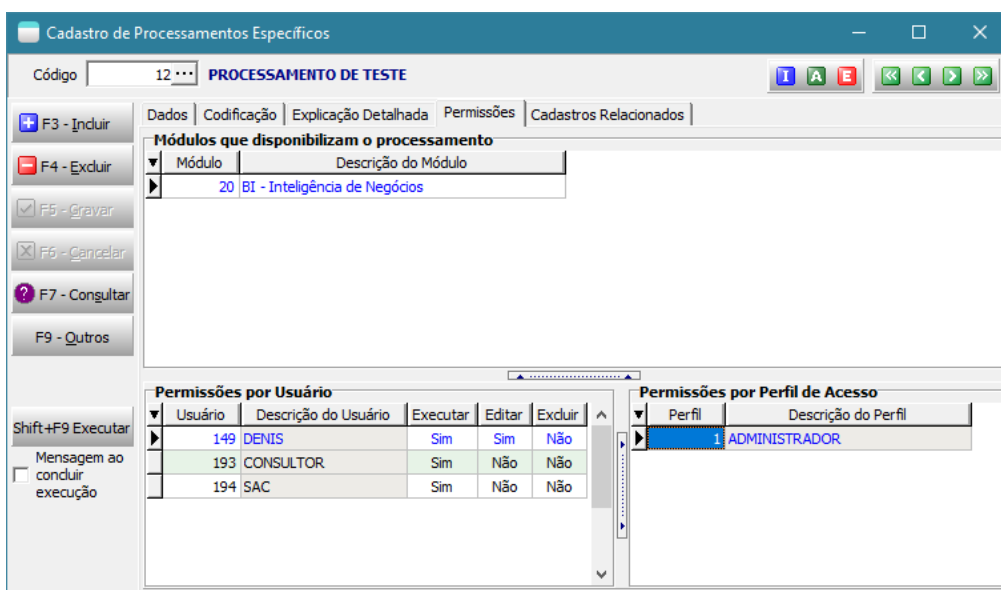 Cadastro de Processamentos Específicos
Código 12 ... PROCESSAMENTO DE TESTE I A E
F3 - Incluir
F4 - Excluir
F5 - Gravar
F6 - Cancelar
F7 - Consultar
F9 - Outros
Shift+F9 Executar
Mensagem ao
concluir
execução
Dados Codificação Explicação Detalhada Permissões Cadastros Relacionados
Módulos que disponibilizam o processamento
Módulo Descrição do Módulo
20 BI - Inteligência de Negócios
Permissões por Usuário
Usuário Descrição do Usuário Executar Editar Excluir
149 DENIS Sim Sim Não
193 CONSULTOR Sim Não Não
194 SAC Sim Não Não
Permissões por Perfil de Acesso
Perfil Descrição do Perfil
1 ADMINISTRADOR